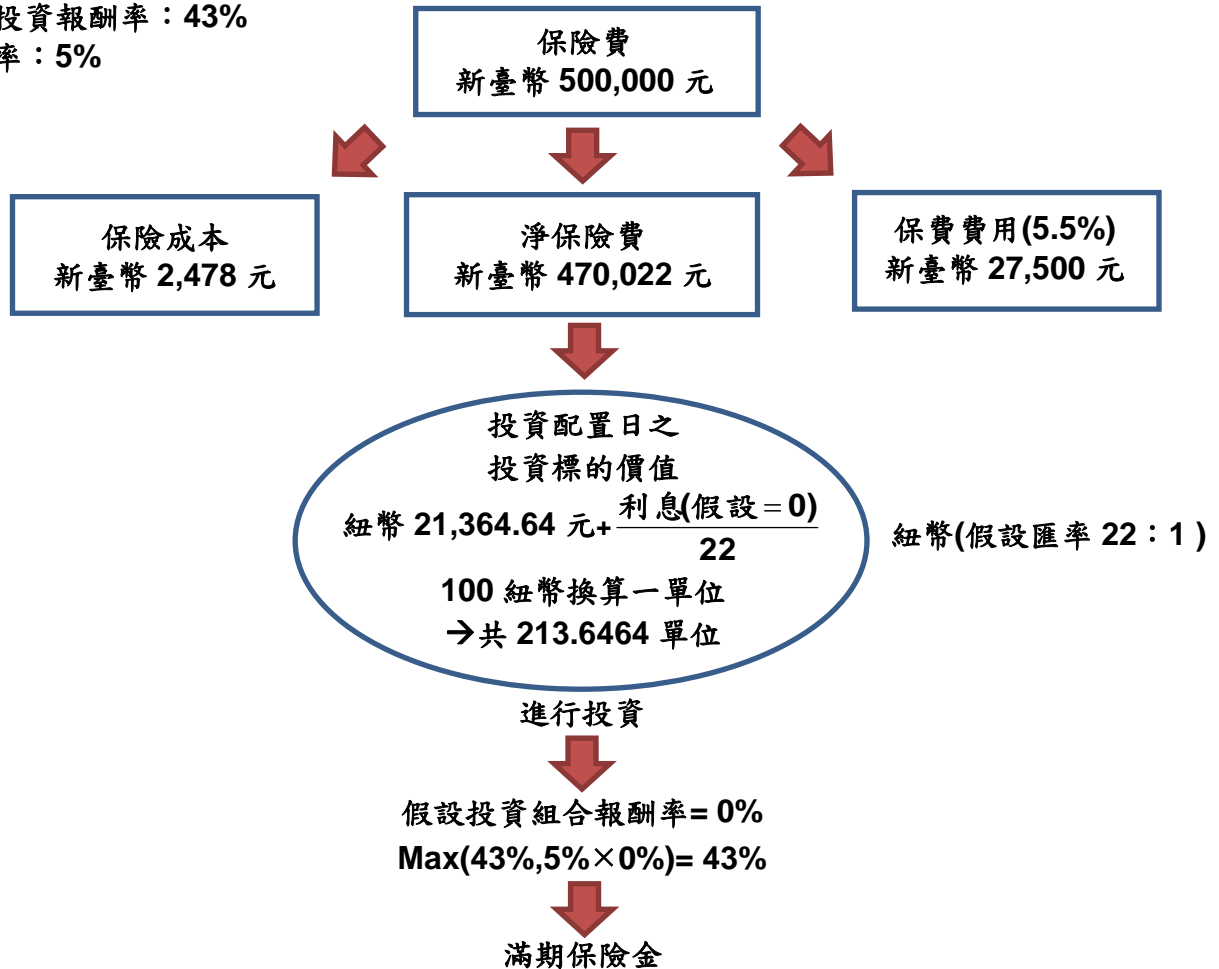 投資報酬率：43%
率：5%
保險費
新臺幣 500,000 元
保險成本
新臺幣 2,478 元
淨保險費
新臺幣 470,022 元
保費費用(5.5%)
新臺幣 27,500 元
投資配置日之
投資標的價值
紐幣 21,364.64 元+ 利息(假設=0)
22
100 紐幣換算一單位
→共 213.6464 單位
紐幣(假設匯率 22：1 )
進行投資
假設投資組合報酬率= 0%
Max(43%,5%×0%)= 43%
滿期保險金